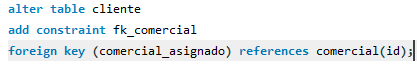 alter table cliente
add constraint fk_comercial
foreign key (comercial_asignado) references comercial(id);